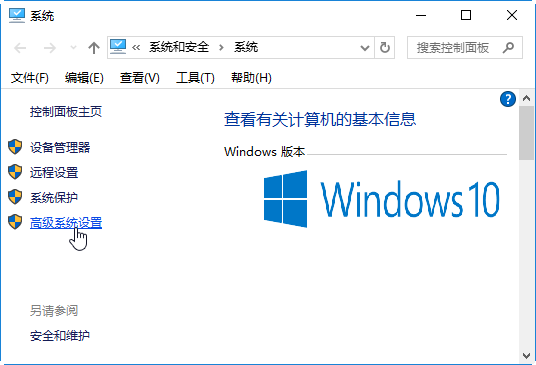 系统
« 系统和安全 › 系统
搜索控制面板
文件(F) 编辑(E) 查看(V) 工具(T) 帮助(H)
控制面板主页
设备管理器
远程设置
系统保护
高级系统设置
另请参阅
安全和维护
?
查看有关计算机的基本信息
Windows 版本
Windows 10